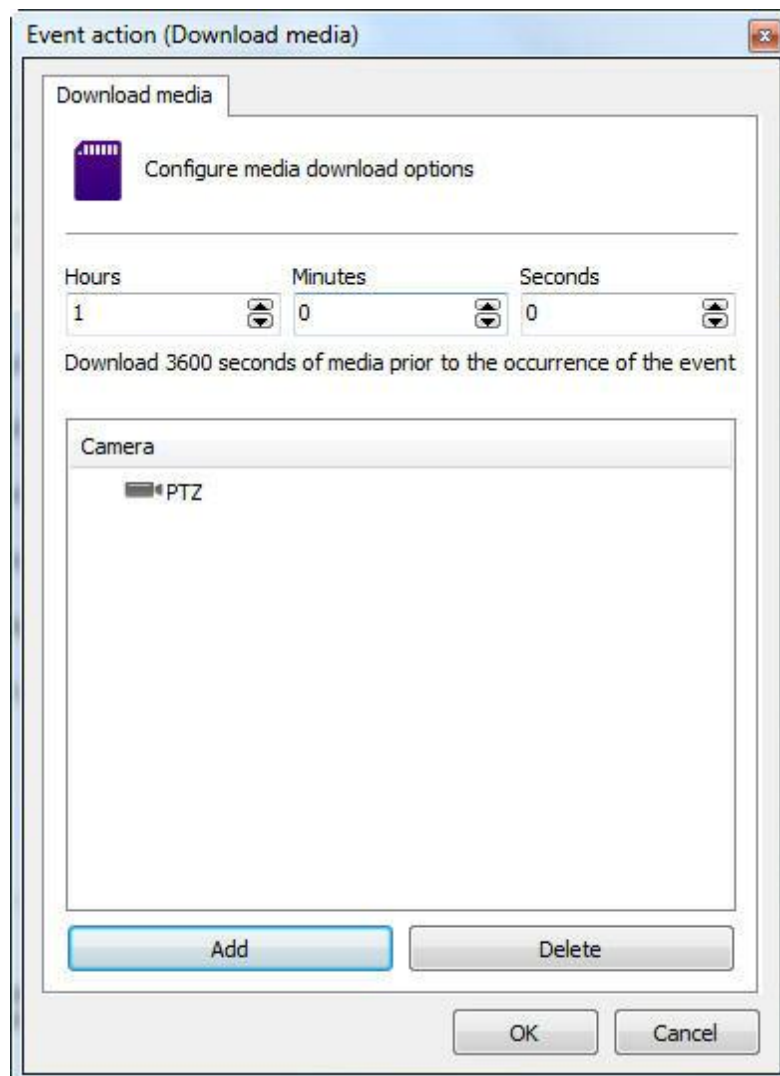 Event action (Download media)
Download media
Configure media download options
Hours Minutes Seconds
1 0 0
Download 3600 seconds of media prior to the occurrence of the event
Camera
PTZ
Add Delete
OK Cancel